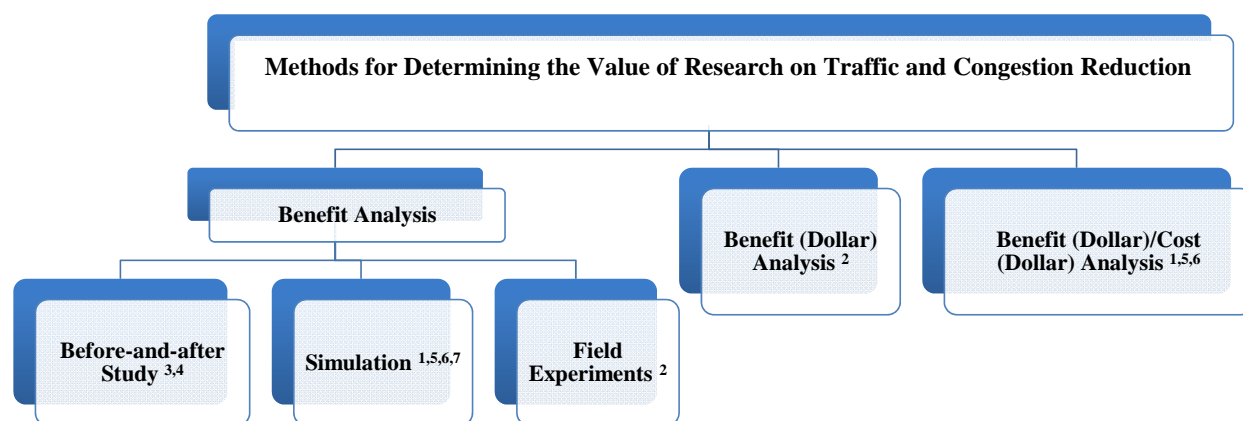 Methods for Determining the Value of Research on Traffic and Congestion Reduction
Benefit Analysis
Benefit (Dollar)
Analysis 2
Benefit (Dollar)/Cost
(Dollar) Analysis 1,5,6
Before-and-after
Study 3,4
Simulation 1,5,6,7
Field
Experiments 2